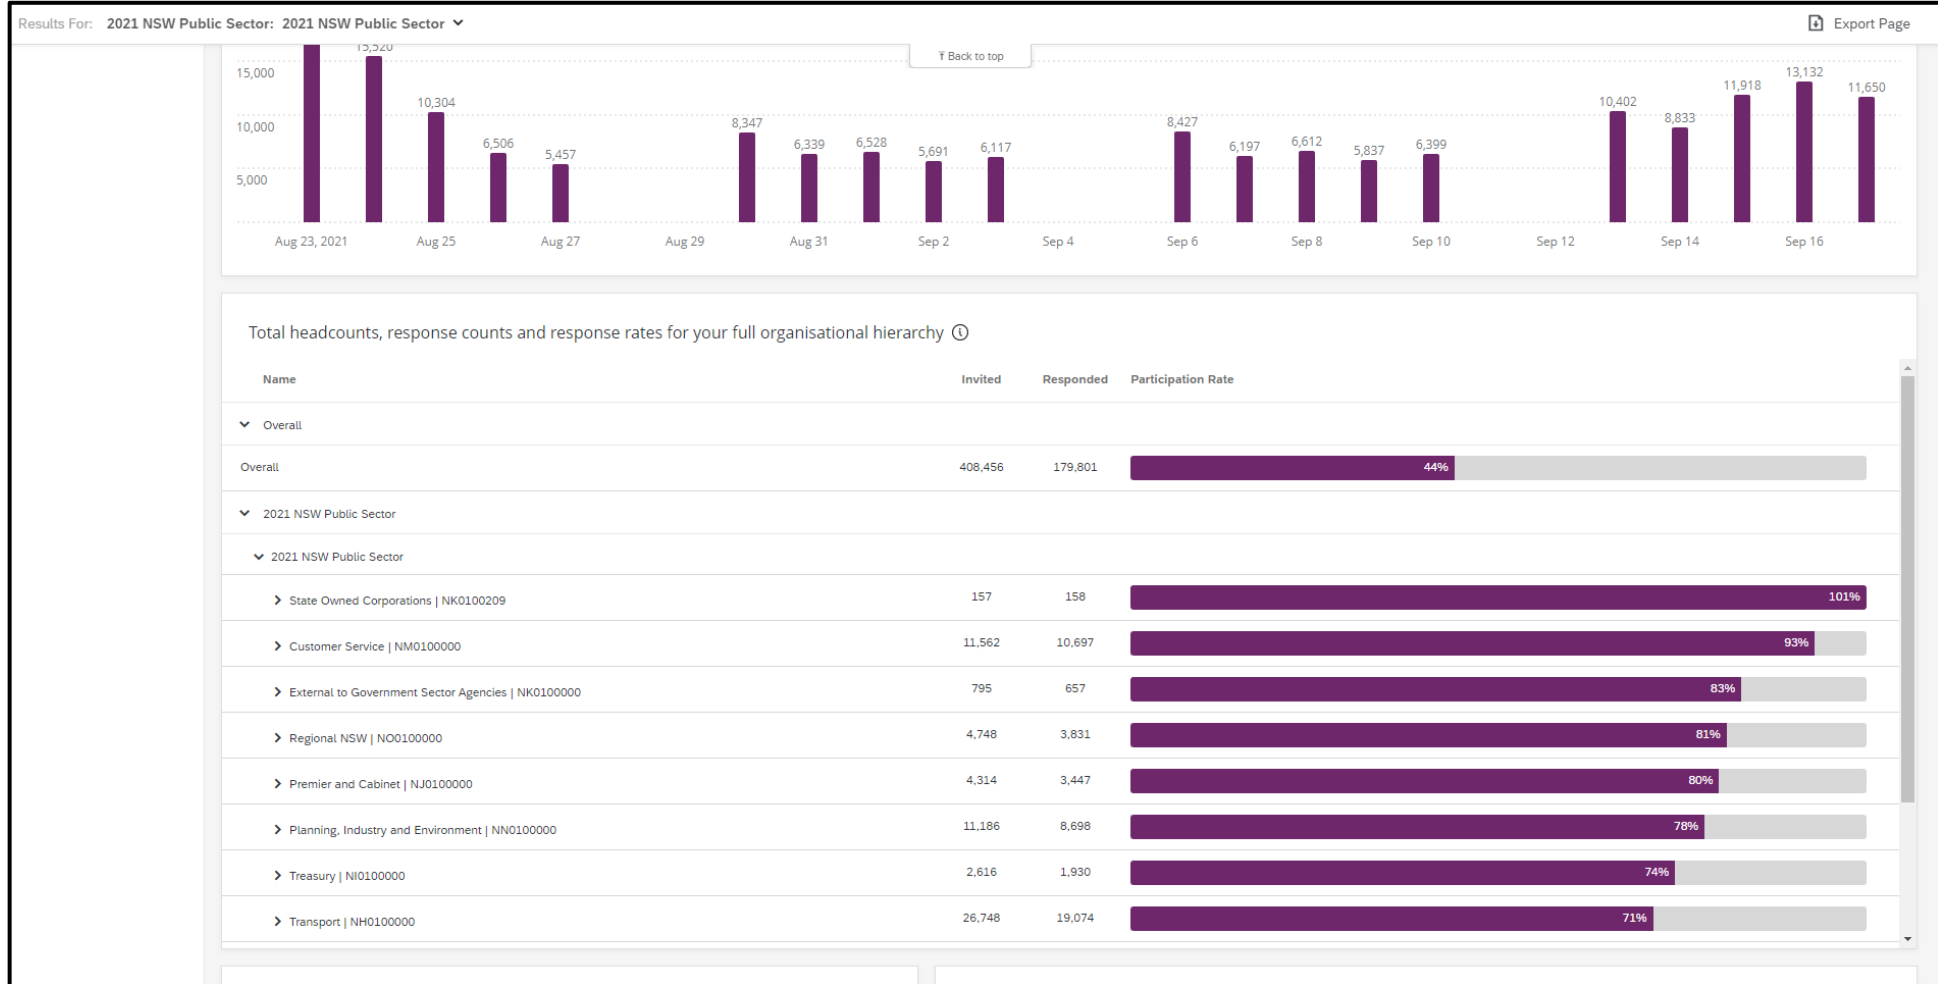 Results For: 2021 NSW Public Sector: 2021 NSW Public Sector
Export Page
Back to top
15,520
15,000
10,000
5,000
10,304
6,506
5,457
8,347
6,339
6,528
5,691
6,117
8,427
6,197
6,612
5,837
6,399
10,402
8,833
11,918
13,132
11,650
Aug 23, 2021 Aug 25 Aug 27 Aug 29 Aug 31 Sep 2 Sep 4 Sep 6 Sep 8 Sep 10 Sep 12 Sep 14 Sep 16
Total headcounts, response counts and response rates for your full organisational hierarchy
Name Invited Responded Participation Rate
Overall
Overall 408,456 179,801 44%
2021 NSW Public Sector
2021 NSW Public Sector
State Owned Corporations | NK0100209 157 158 101%
Customer Service | NM0100000 11,562 10,697 93%
External to Government Sector Agencies | NK0100000 795 657 83%
Regional NSW | NO0100000 4,748 3,831 81%
Premier and Cabinet | NJ0100000 4,314 3,447 80%
Planning, Industry and Environment | NN0100000 11,186 8,698 78%
Treasury | NI0100000 2,616 1,930 74%
Transport | NH0100000 26,748 19,074 71%